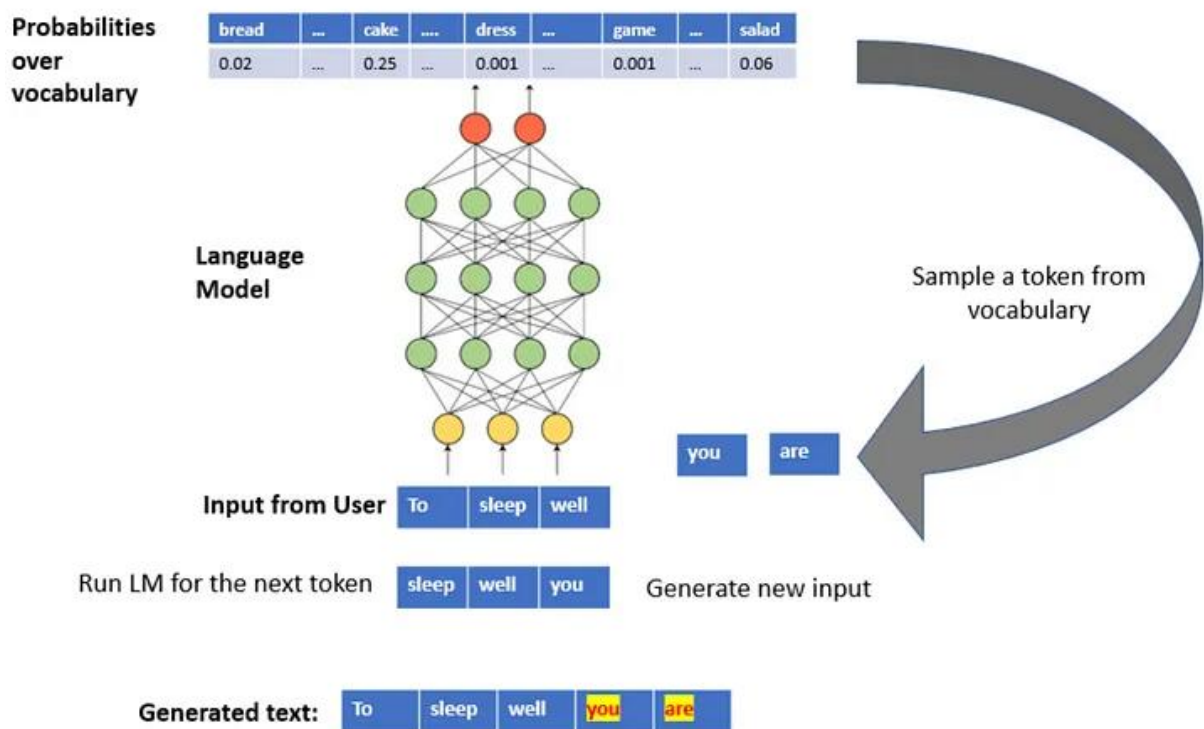 Probabilities
over
vocabulary
bread ... cake .... dress ... game ... salad
0.02 ... 0.25 ... 0.001 ... 0.001 ... 0.06
Language
Model
Sample a token from
vocabulary
you are
Input from User To sleep well
Run LM for the next token sleep well you Generate new input
Generated text: To sleep well you are